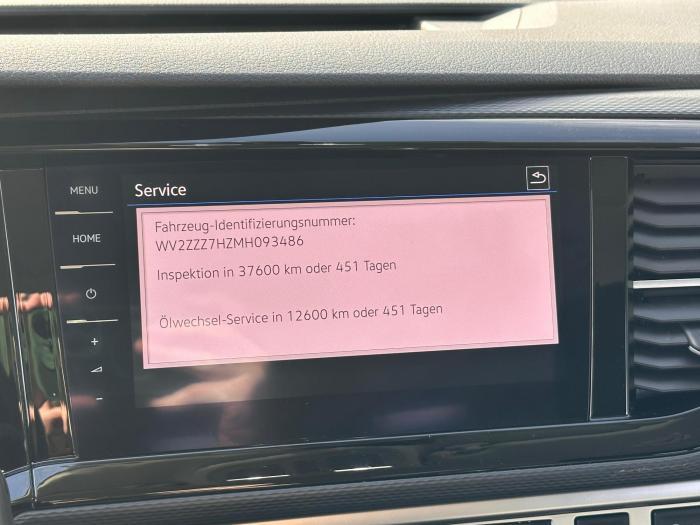 MENU
Service
HOME
Fahrzeug-Identifizierungsnummer:
WV2ZZZ7HZMH093486
Inspektion in 37600 km oder 451 Tagen
Ölwechsel-Service in 12600 km oder 451 Tagen
+
-